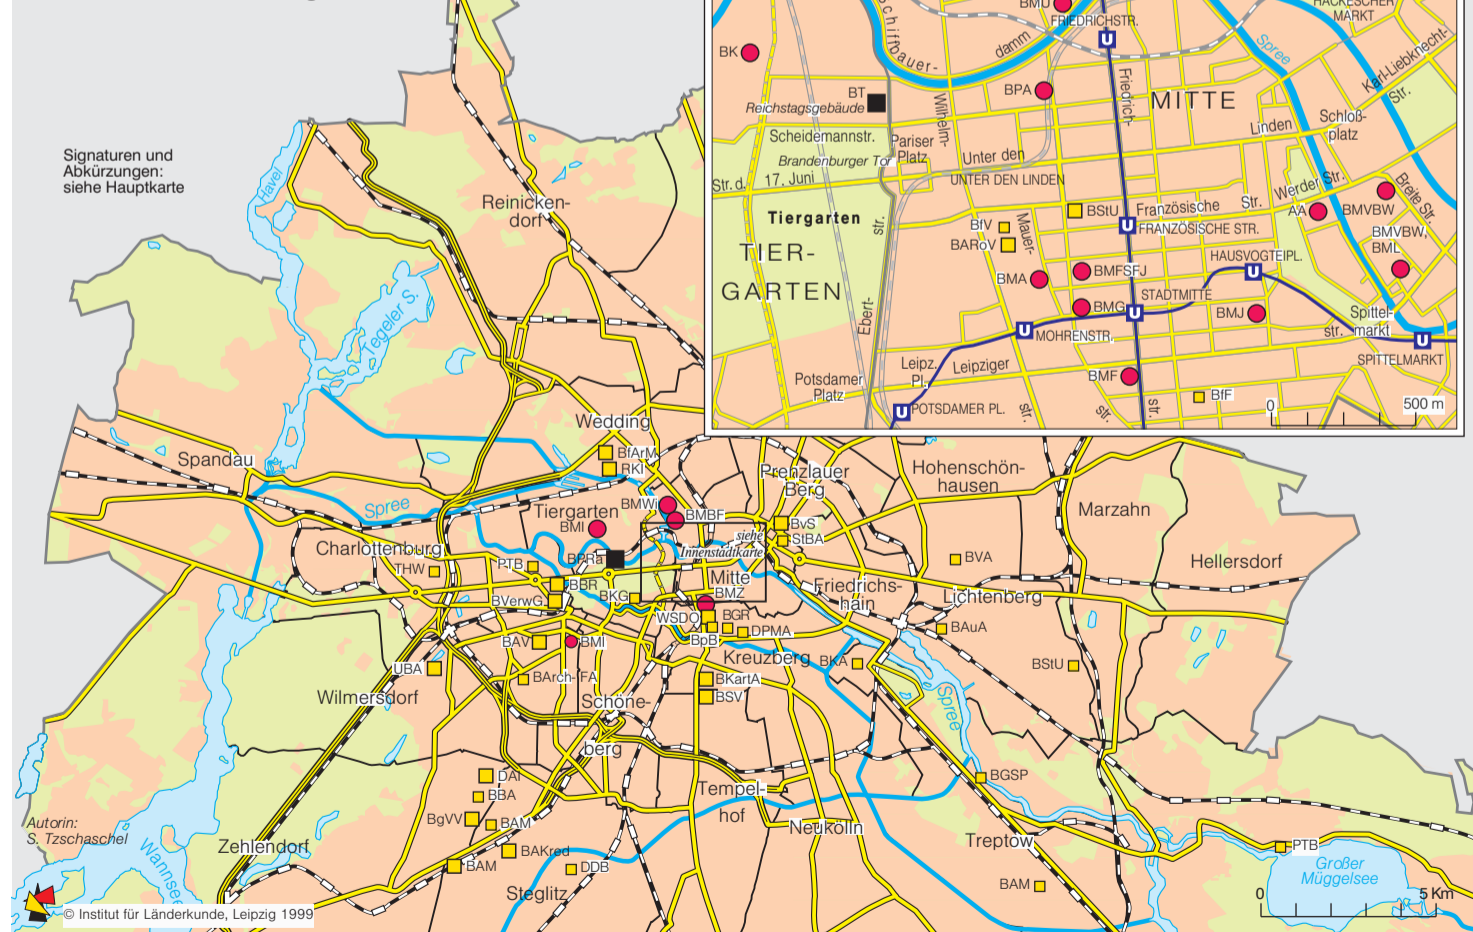 Signaturen und
Abkürzungen:
siehe Hauptkarte
Havel
Reinicken-
dorf
Tegeler S.
Wedding
BfArM
RKI
Spandau
Spree
Tiergarten
BMI
BMWi
BMBF
Prenzlauer
Berg
BvS
StBA
siehe
Innenstadtkarte
Hohenschön-
hausen
Marzahn
Hellersdorf
Charlottenburg
THW
PTB
BPRa
BBR
BVerwG
BKG
Mitte
BMZ
Friedrichs-
hain
BVA
Lichtenberg
WSDO
BGR
DPMA
BpB
BAuA
BAV
BMI
Kreuzberg
BKA
BStU
UBA
BArch-FA
BKartA
BSV
Wilmersdorf
Schöne-
berg
Spree
DAI
BBA
BGSP
Tempel-
hof
BgVV
BAM
Neukölln
Treptow
Autorin:
S. Tzschaschel
Wannsee
Zehlendorf
BAKred
BAM
DDB
Steglitz
BAM
PTB
Großer
Müggelsee
0
5 Km
© Institut für Länderkunde, Leipzig 1999
BMU
FRIEDRICHSTR.
HACKESCHER
MARKT
BK
Schiffbauer-
damm
Spree
Karl-Liebknecht-
Str.
BT
Reichstagsgebäude
BPA
Wilhelm-
Friedrich-
MITTE
Schloß-
platz
Scheidemannstr.
Pariser
Platz
Linden
Brandenburger Tor
Unter den
Str. d.
17. Juni
UNTER DEN LINDEN
Werder Str.
Breite Str.
Tiergarten
str.
BfV
BARoV
Mauer-
BStU
Französische
Str.
FRANZÖSISCHE STR.
AA
BMVBW
BMVBW,
BML
TIER-
GARTEN
HAUSVOGTEIPL.
BMA
BMFSFJ
STADTMITTE
BMG
BMJ
Spittel-
markt
str.
Ebert-
MOHRENSTR.
SPITTELMARKT
Leipz.
Pl.
Leipziger
Potsdamer
Platz
BMF
BfF
POTSDAMER PL.
str.
str.
str.
0
500 m
U
U
U
U
U
U
U